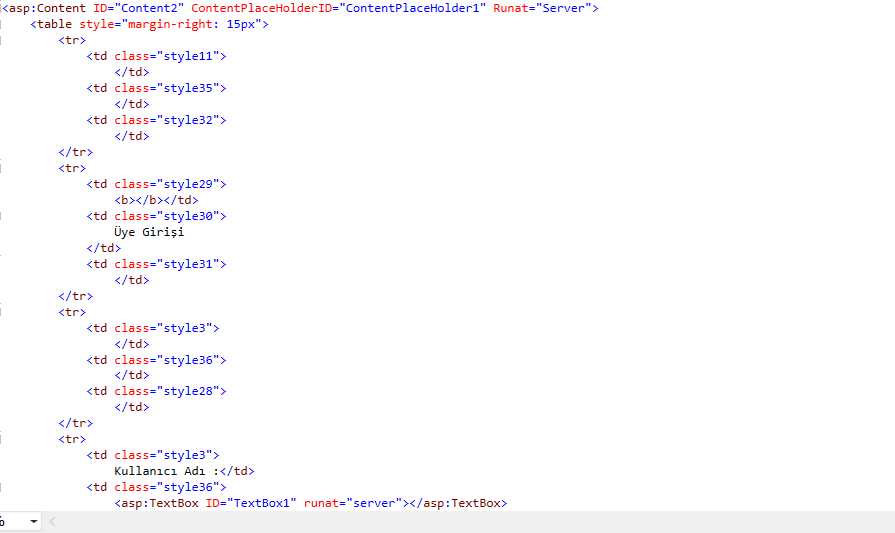 <asp:Content ID="Content2" ContentPlaceHolderID="ContentPlaceHolder1" Runat="Server">
<table style="margin-right: 15px">
<tr>
<td class="style11">
</td>
<td class="style35">
</td>
<td class="style32">
</td>
</tr>
<tr>
<td class="style29">
<b></b></td>
<td class="style30">
Üye Girişi
</td>
<td class="style31">
</td>
</tr>
<tr>
<td class="style3">
</td>
<td class="style36">
</td>
<td class="style28">
</td>
</tr>
<tr>
<td class="style3">
Kullanıcı Adı :</td>
<td class="style36">
<asp:TextBox ID="TextBox1" runat="server"></asp:TextBox>
%